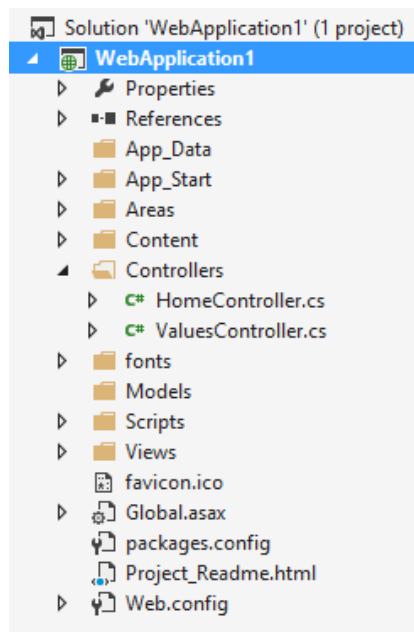 Solution 'WebApplication1' (1 project)
WebApplication1
Properties
References
App_Data
App_Start
Areas
Content
Controllers
C# HomeController.cs
C# ValuesController.cs
fonts
Models
Scripts
Views
favicon.ico
Global.asax
packages.config
Project_Readme.html
Web.config